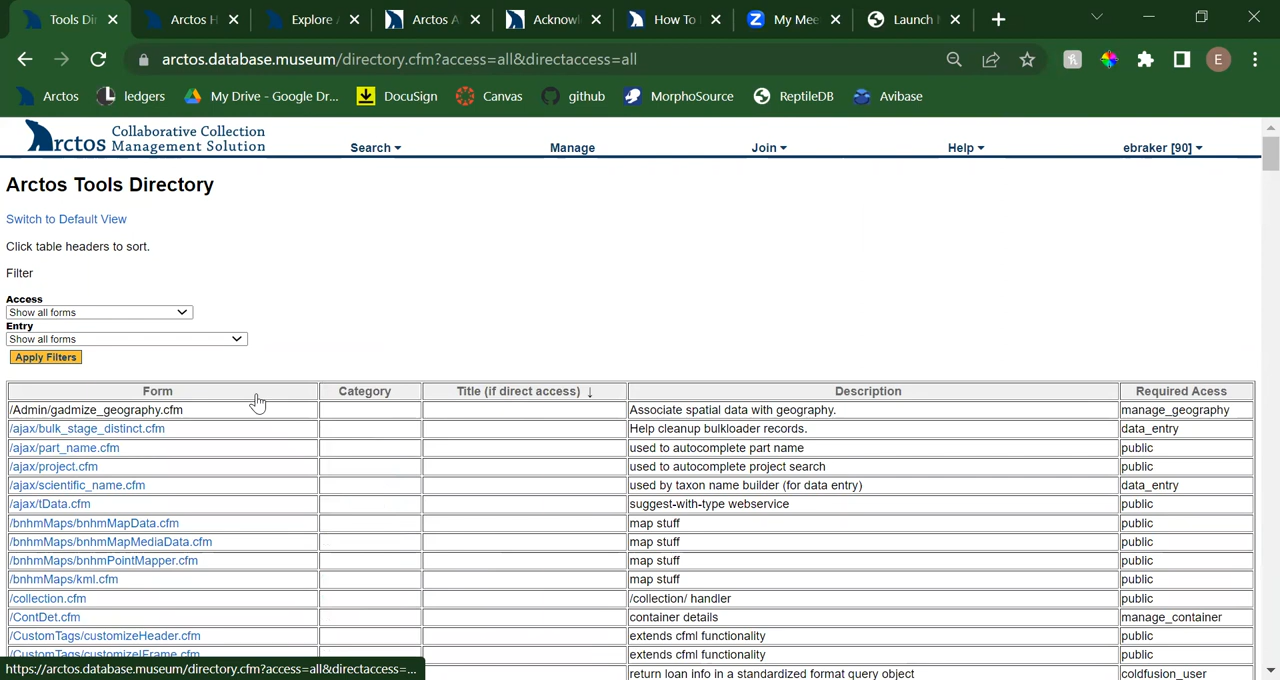 Tools Dir
Arctos H
Explore
Arctos A
Acknowl
How To
My Mee
Launch
arctos.database.museum/directory.cfm?access=all&directaccess=all
E
Arctos
ledgers
My Drive - Google Dr...
DocuSign
Canvas
github
MorphoSource
ReptileDB
Avibase
Arctos
Collaborative Collection
Management Solution
Search
Manage
Join
Help
ebraker [90]
Arctos Tools Directory
Switch to Default View
Click table headers to sort.
Filter
Access
Show all forms
Entry
Show all forms
Apply Filters
Form Category Title (if direct access) ↓ Description Required Acess
/Admin/gadmize_geography.cfm Associate spatial data with geography. manage_geography
/ajax/bulk_stage_distinct.cfm Help cleanup bulkloader records. data_entry
/ajax/part_name.cfm used to autocomplete part name public
/ajax/project.cfm used to autocomplete project search public
/ajax/scientific_name.cfm used by taxon name builder (for data entry) data_entry
/ajax/tData.cfm suggest-with-type webservice public
/bnhmMaps/bnhmMapData.cfm map stuff public
/bnhmMaps/bnhmMapMediaData.cfm map stuff public
/bnhmMaps/bnhmPointMapper.cfm map stuff public
/bnhmMaps/kml.cfm map stuff public
/collection.cfm /collection/ handler public
/ContDet.cfm container details manage_container
/CustomTags/customizeHeader.cfm extends cfml functionality public
/CustomTags/customizeIFrame.cfm extends cfml functionality public
return loan info in a standardized format query object coldfusion_user
https://arctos.database.museum/directory.cfm?access=all&directaccess=...